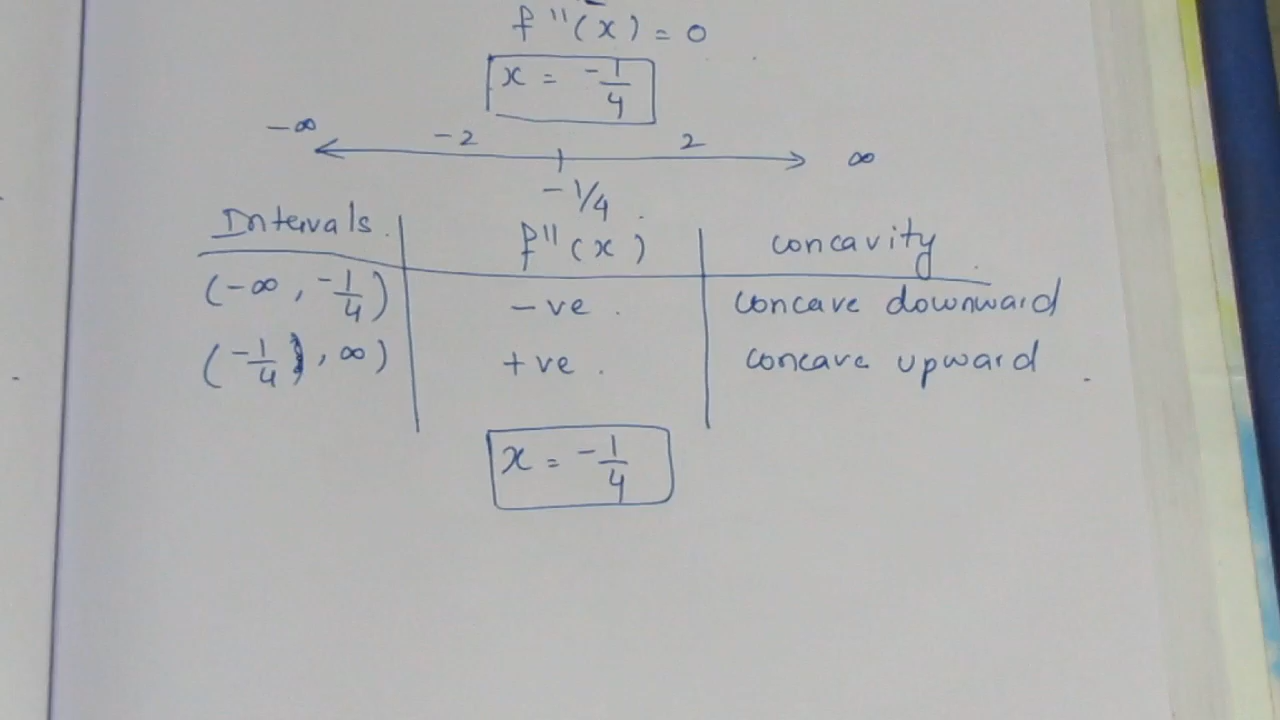 f''(x) = 0
x = -1/4
-∞ -2 2 ∞
-1/4
Intervals. f''(x) concavity
(-∞, -1/4) -ve. concave downward
(-1/4, ∞) +ve. concave upward
x = -1/4